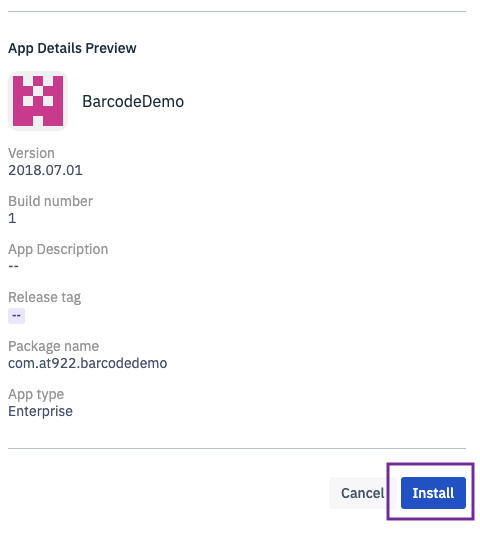 App Details Preview
BarcodeDemo
Version
2018.07.01
Build number
1
App Description
--
Release tag
--
Package name
com.at922.barcodedemo
App type
Enterprise
Cancel
Install